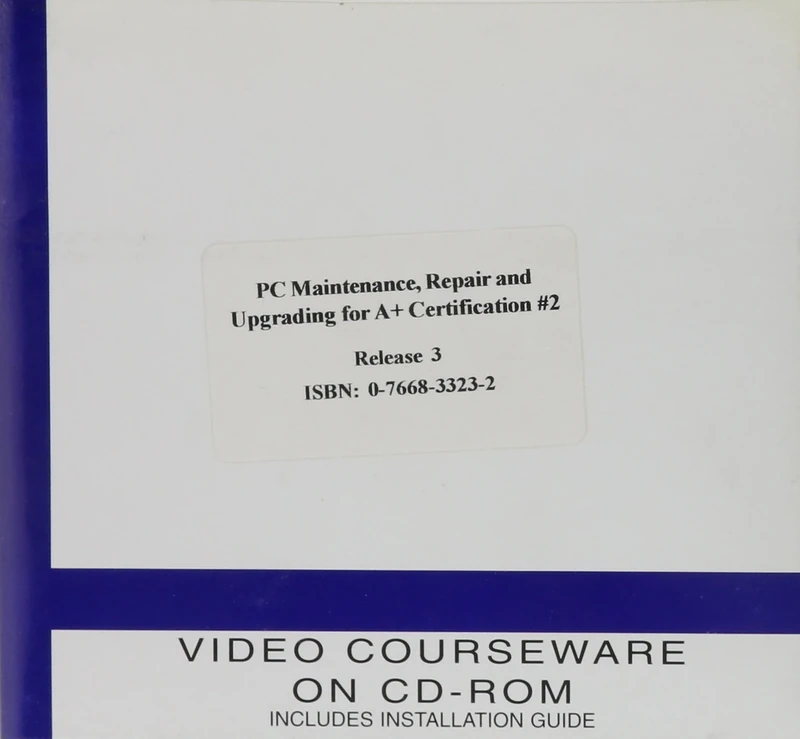 PC Maintenance, Repair and
Upgrading for A+ Certification #2
Release 3
ISBN: 0-7668-3323-2
VIDEO COURSEWARE
ON CD-ROM
INCLUDES INSTALLATION GUIDE